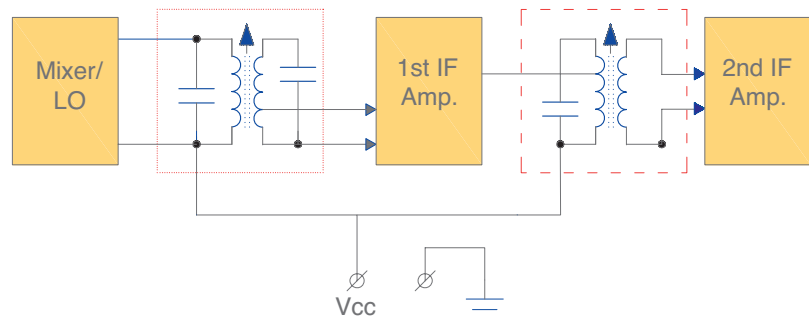 Mixer/
LO
1st IF
Amp.
2nd IF
Amp.
Vcc